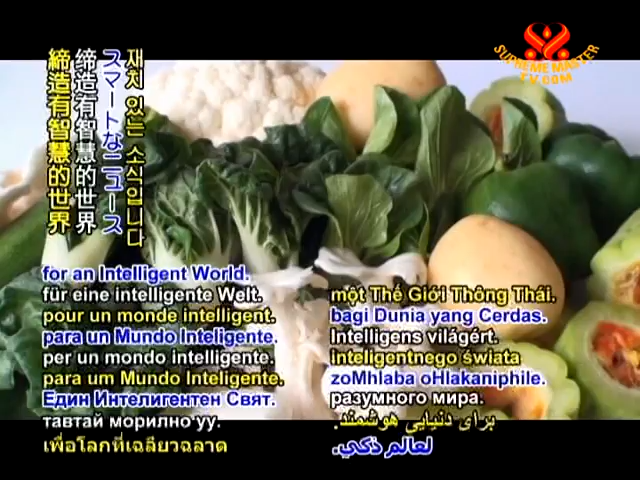 SUPREME MASTER
TV.COM
재치 있는 소식입니다
スマートなニュース
缔造有智慧的世界
締造有智慧的世界
for an Intelligent World.
für eine intelligente Welt.
pour un monde intelligent.
para un Mundo Inteligente.
per un mondo intelligente.
para um Mundo Inteligente.
Един Интелигентен Свят.
тавтай морилно уу.
เพื่อโลกที่เฉลียวฉลาด
một Thế Giới Thông Thái.
bagi Dunia yang Cerdas.
Intelligens világért.
inteligentnego świata
zoMhlaba oHlakaniphile.
разумного мира.
برای دنیایی هوشمند.
لعالم ذكي.